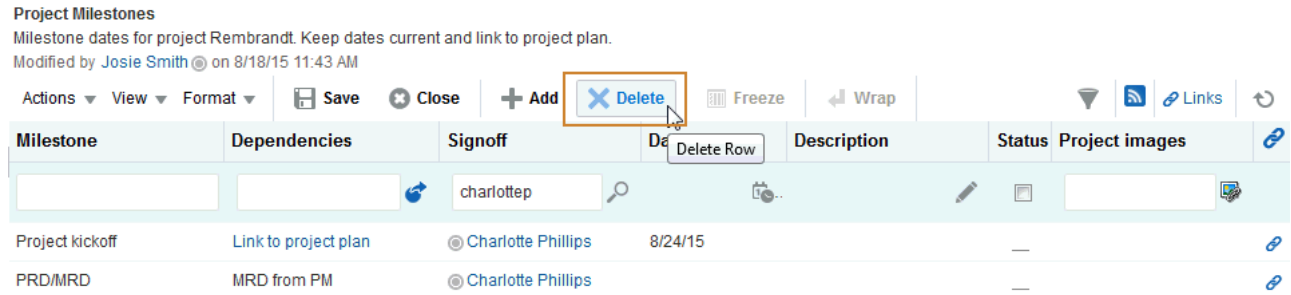 Project Milestones
Milestone dates for project Rembrandt. Keep dates current and link to project plan.
Modified by Josie Smith on 8/18/15 11:43 AM
Actions View Format Save Close Add Delete Freeze Wrap Links
Milestone Dependencies Signoff Da Description Status Project images
Delete Row
charlottep
Project kickoff Link to project plan Charlotte Phillips 8/24/15
PRD/MRD MRD from PM Charlotte Phillips